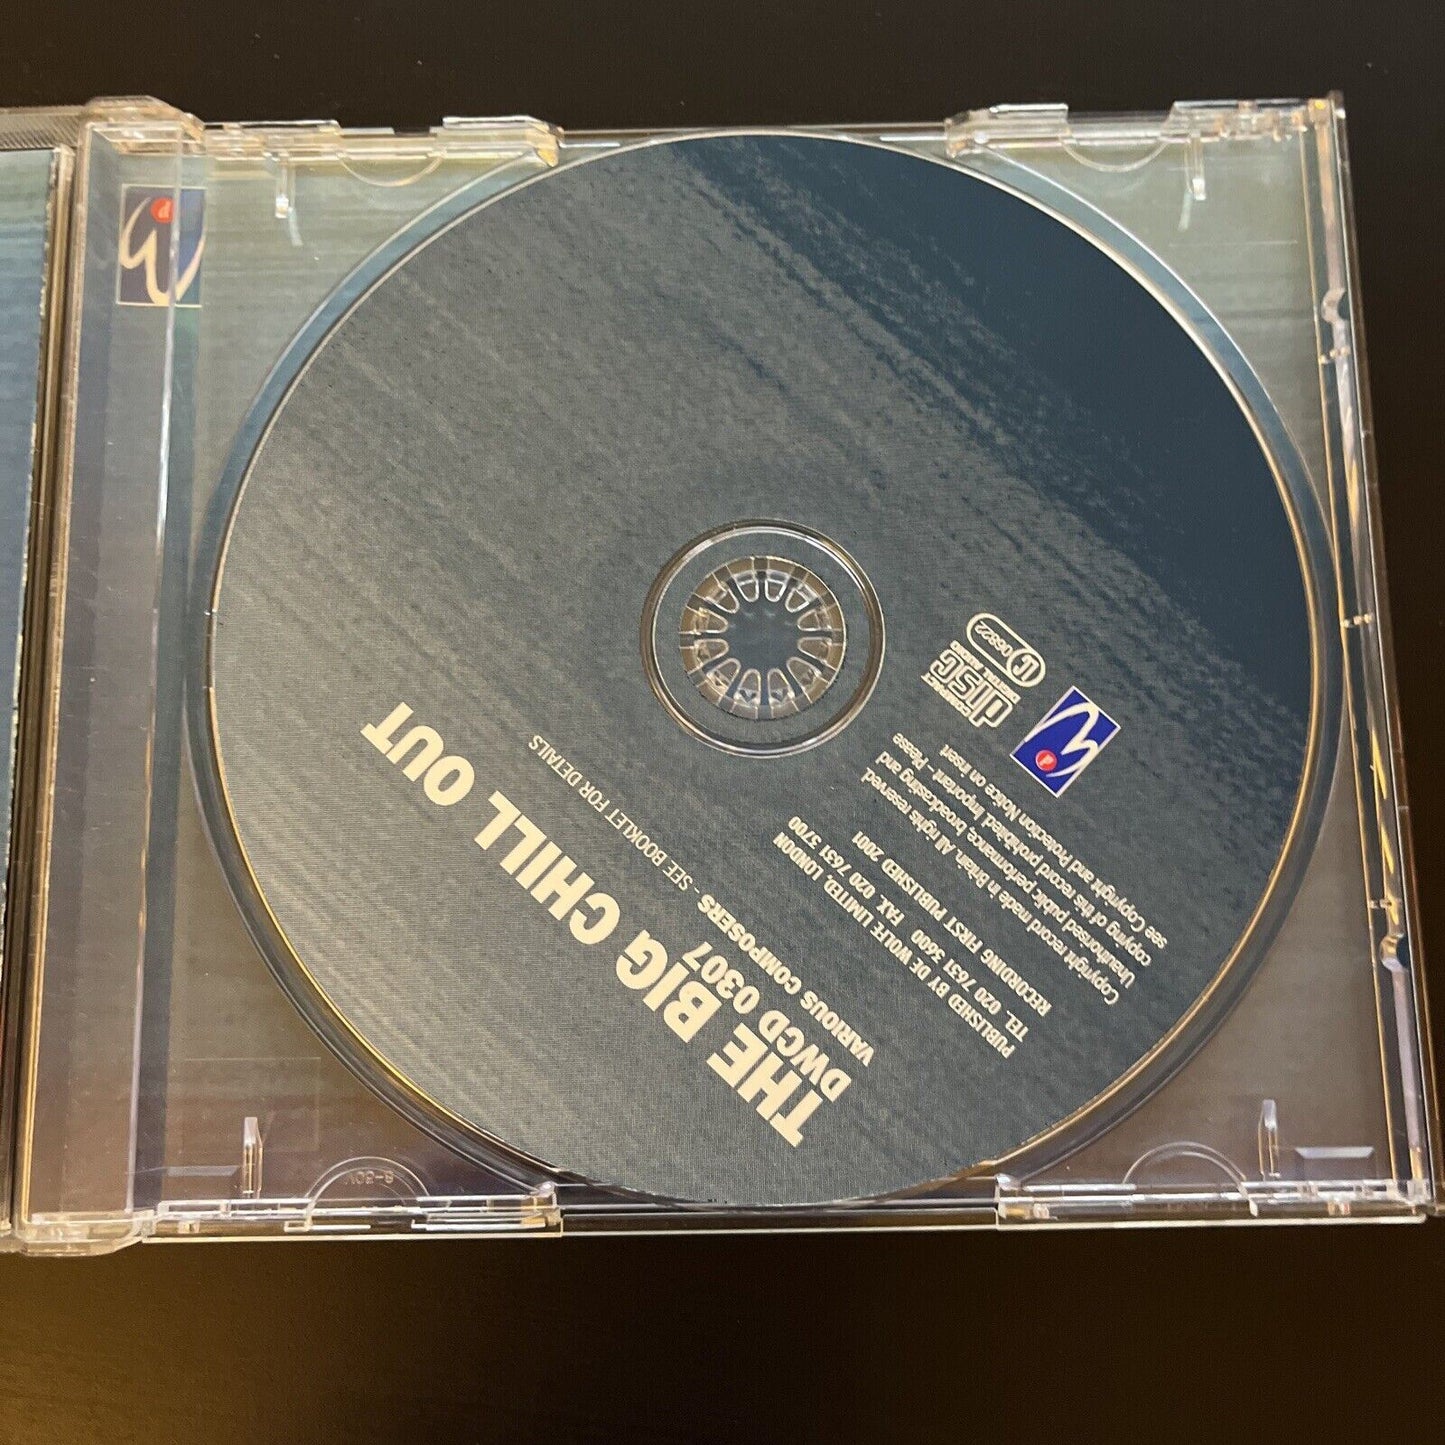 THE BIG CHILL OUT
DWCD 0307
VARIOUS COMPOSERS - SEE BOOKLET FOR DETAILS
PUBLISHED BY DE WOLFE LIMITED, LONDON
TEL 020 7631 3600 FAX 020 7631 3700
RECORDING FIRST PUBLISHED 2001
Copyright record made in Britain. All rights reserved
Unauthorised public performance, broadcasting and
copying of this record prohibited. Important - Please
see Copyright and Protection Notice on insert
d
COMPACT
disc
DIGITAL AUDIO
LC 06822
d